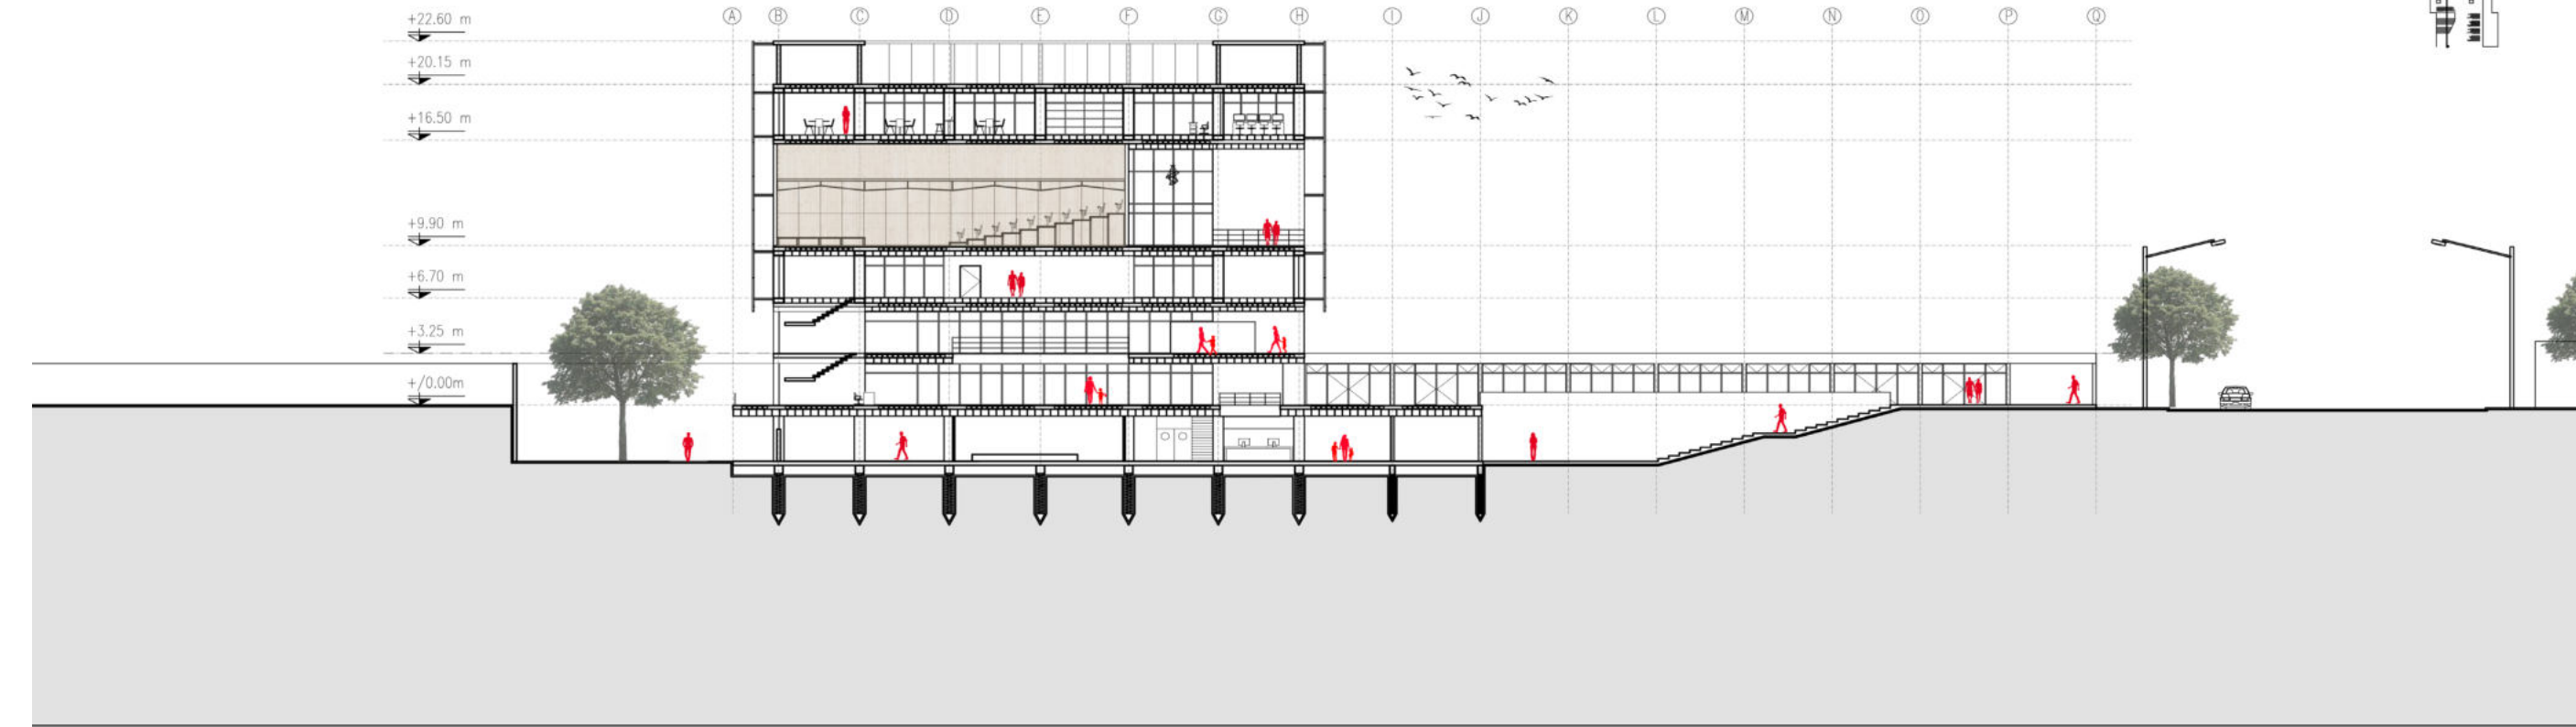 +22.60 m
A B C D E F G H I J K L M N O P Q
+20.15 m
+16.50 m
+9.90 m
+6.70 m
+3.25 m
+/0.00m